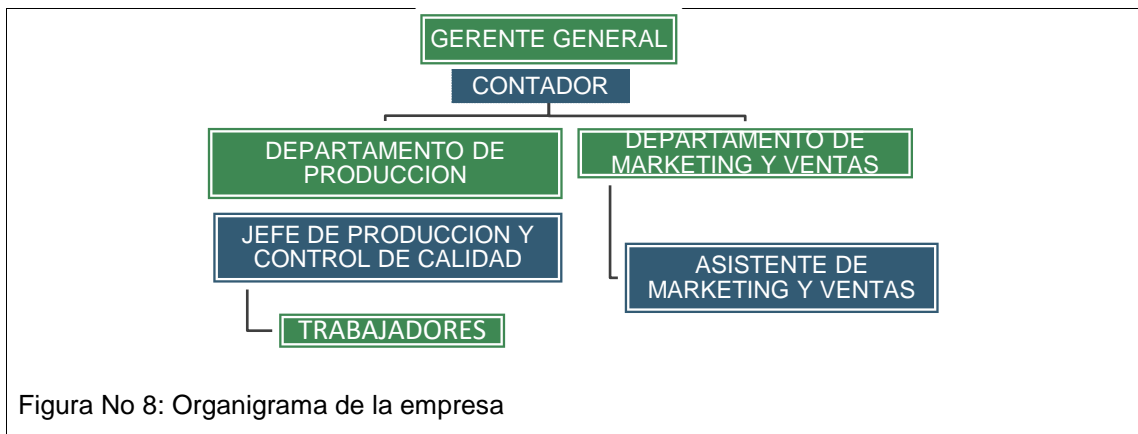 GERENTE GENERAL
CONTADOR
DEPARTAMENTO DE
PRODUCCION
DEPARTAMENTO DE
MARKETING Y VENTAS
JEFE DE PRODUCCION Y
CONTROL DE CALIDAD
ASISTENTE DE
MARKETING Y VENTAS
TRABAJADORES
Figura No 8: Organigrama de la empresa